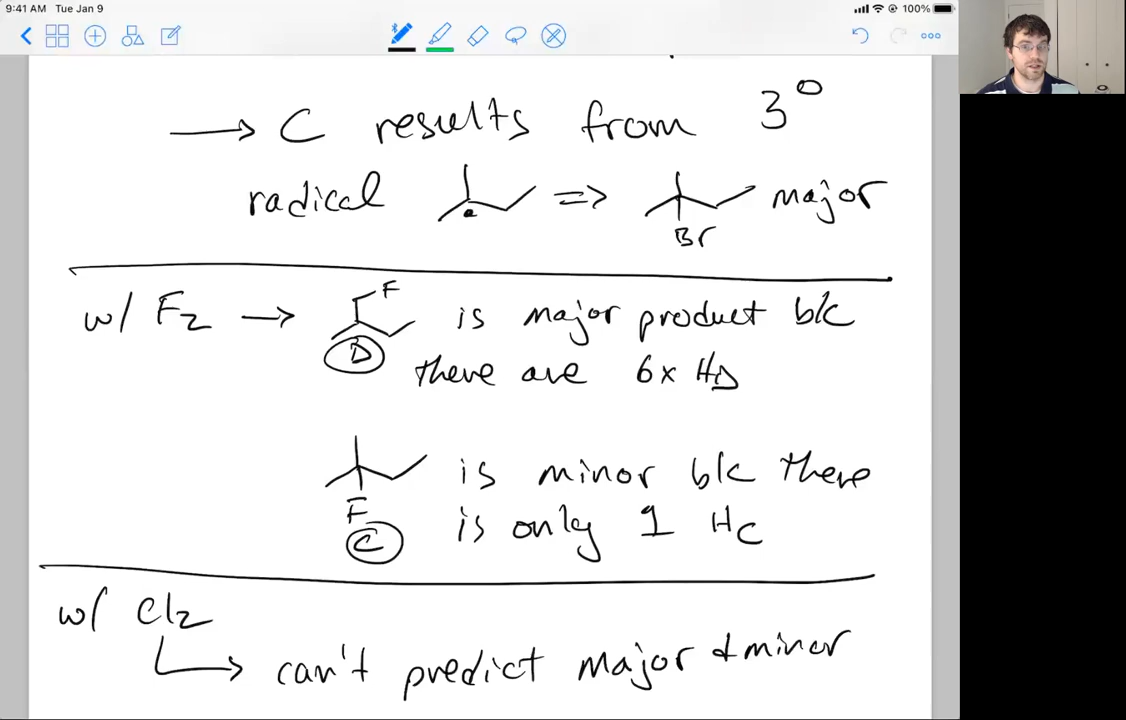 9:41 AM Tue Jan 9
100%
→ C results from 3°
radical => major
Br
w/ F2 → F is major product b/c
D there are 6x HD
is minor b/c there
F
C is only 1 HC
w/ Cl2
→ can't predict major + minor